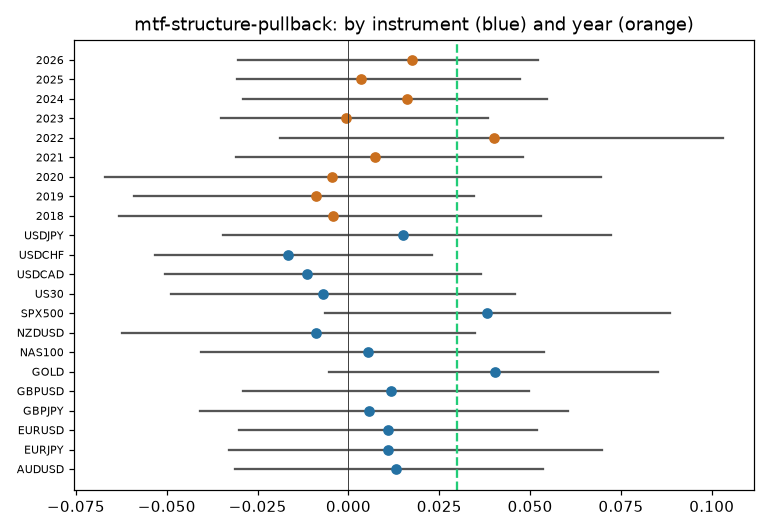 mtf-structure-pullback: by instrument (blue) and year (orange)
2026
2025
2024
2023
2022
2021
2020
2019
2018
USDJPY
USDCHF
USDCAD
US30
SPX500
NZDUSD
NAS100
GOLD
GBPUSD
GBPJPY
EURUSD
EURJPY
AUDUSD
−0.075 −0.050 −0.025 0.000 0.025 0.050 0.075 0.100